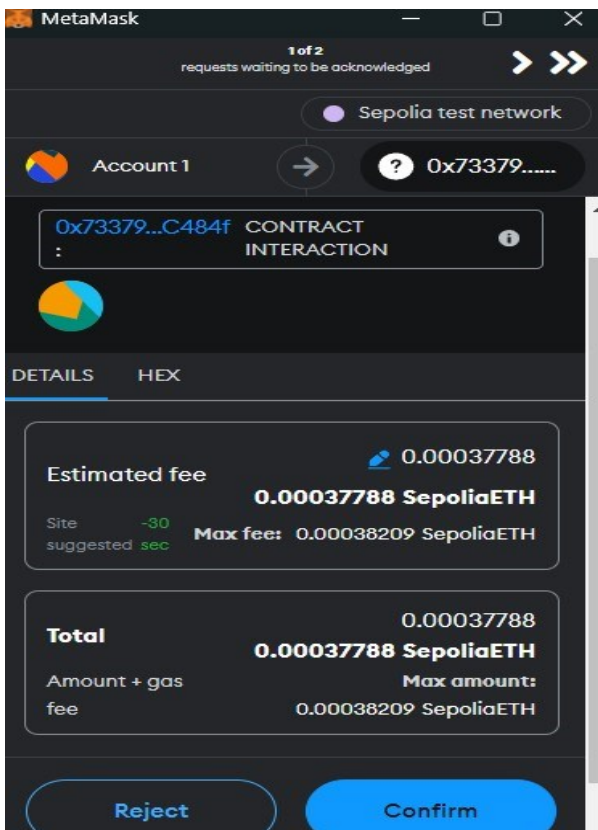 MetaMask
1 of 2
requests waiting to be acknowledged
Sepolia test network
Account 1
0x73379......
0x73379...C484f CONTRACT
: INTERACTION
DETAILS HEX
0.00037788
Estimated fee
0.00037788 SepoliaETH
Site -30 Max fee: 0.00038209 SepoliaETH
suggested sec
0.00037788
Total
0.00037788 SepoliaETH
Amount + gas Max amount:
fee 0.00038209 SepoliaETH
Reject Confirm